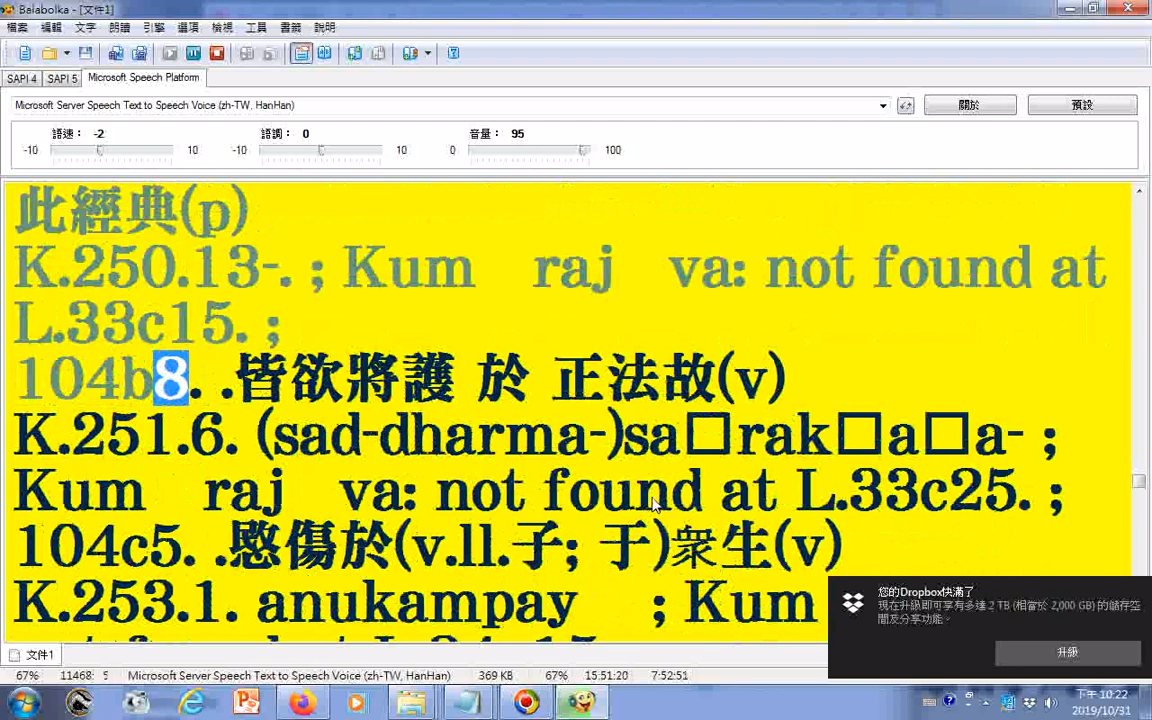 Balabolka - [文件1]
檔案 編輯 文字 朗讀 引擎 選項 檢視 工具 書籤 說明
SAPI 4 SAPI 5 Microsoft Speech Platform
Microsoft Server Speech Text to Speech Voice (zh-TW, HanHan)
關於 預設
語速： -2 語調： 0 音量： 95
-10 10 -10 10 0 100
此經典(p)
K.250.13-. ; Kum raj va: not found at
L.33c15. ;
104b8. .皆欲將護 於 正法故(v)
K.251.6. (sad-dharma-)sa□rak□a□a- ;
Kum raj va: not found at L.33c25. ;
104c5. .愍傷於(v.ll.子; 于)衆生(v)
K.253.1. anukampay ; Kum
您的Dropbox快滿了
現在升級即可享有多達 2 TB (相當於 2,000 GB) 的儲存空
間及分享功能。
升級
文件1
67% 11468: 5 Microsoft Server Speech Text to Speech Voice (zh-TW, HanHan) 369 KB 67% 15:51:20 7:52:51
下午 10:22
2019/10/31